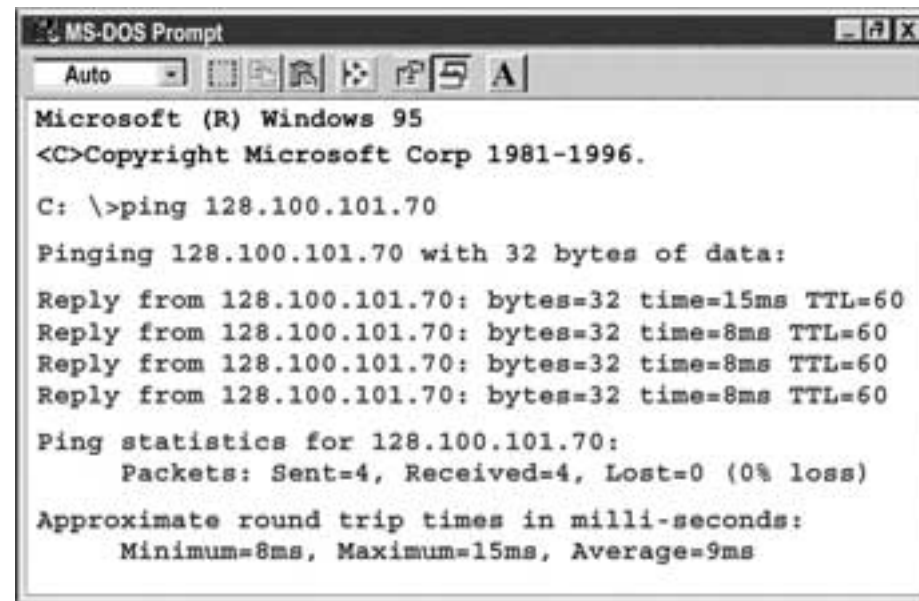 MS-DOS Prompt
Auto A
Microsoft (R) Windows 95
<C>Copyright Microsoft Corp 1981-1996.
C: \>ping 128.100.101.70
Pinging 128.100.101.70 with 32 bytes of data:
Reply from 128.100.101.70: bytes=32 time=15ms TTL=60
Reply from 128.100.101.70: bytes=32 time=8ms TTL=60
Reply from 128.100.101.70: bytes=32 time=8ms TTL=60
Reply from 128.100.101.70: bytes=32 time=8ms TTL=60
Ping statistics for 128.100.101.70:
Packets: Sent=4, Received=4, Lost=0 (0% loss)
Approximate round trip times in milli-seconds:
Minimum=8ms, Maximum=15ms, Average=9ms